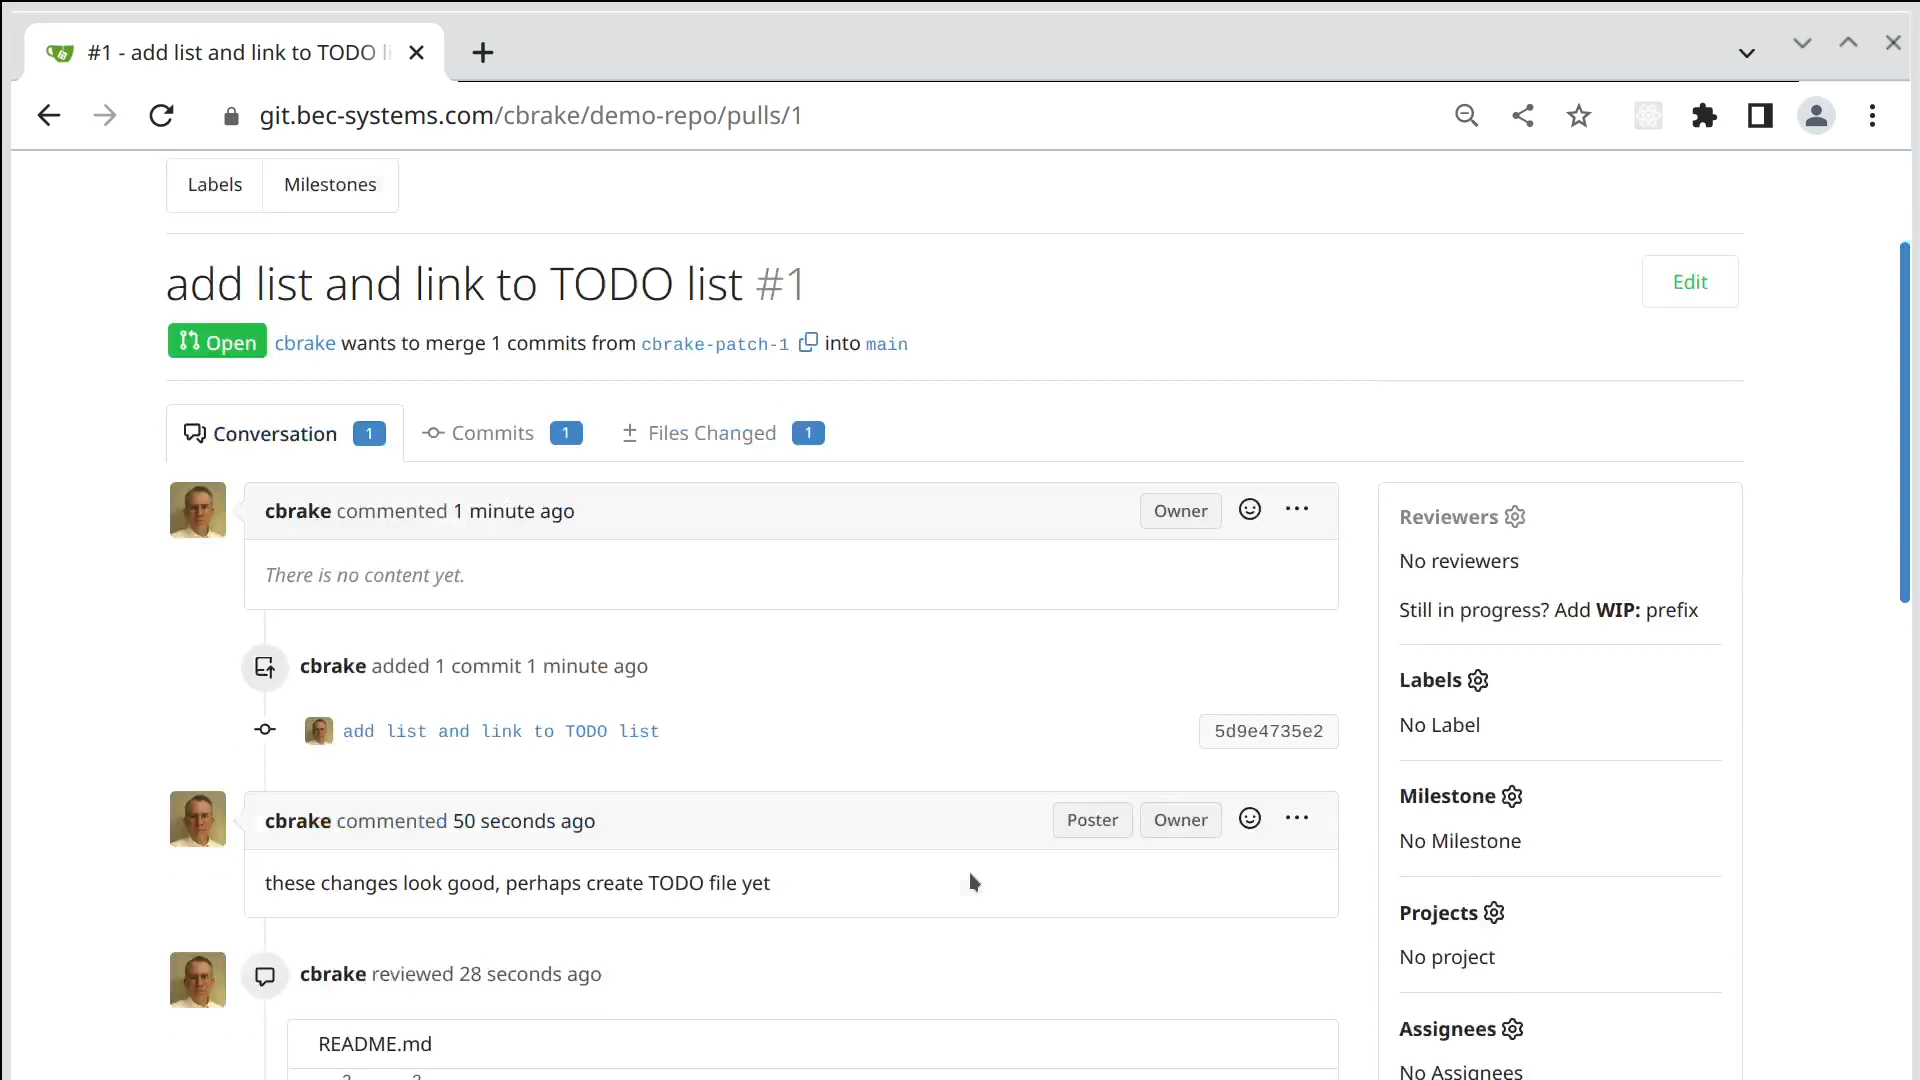 #1 - add list and link to TODO li
git.bec-systems.com/cbrake/demo-repo/pulls/1
Labels
Milestones
add list and link to TODO list #1
Edit
Open
cbrake wants to merge 1 commits from cbrake-patch-1 into main
Conversation 1
Commits 1
Files Changed 1
cbrake commented 1 minute ago
Owner
There is no content yet.
cbrake added 1 commit 1 minute ago
add list and link to TODO list
5d9e4735e2
cbrake commented 50 seconds ago
Poster
Owner
these changes look good, perhaps create TODO file yet
cbrake reviewed 28 seconds ago
README.md
Reviewers
No reviewers
Still in progress? Add WIP: prefix
Labels
No Label
Milestone
No Milestone
Projects
No project
Assignees
No Assignees